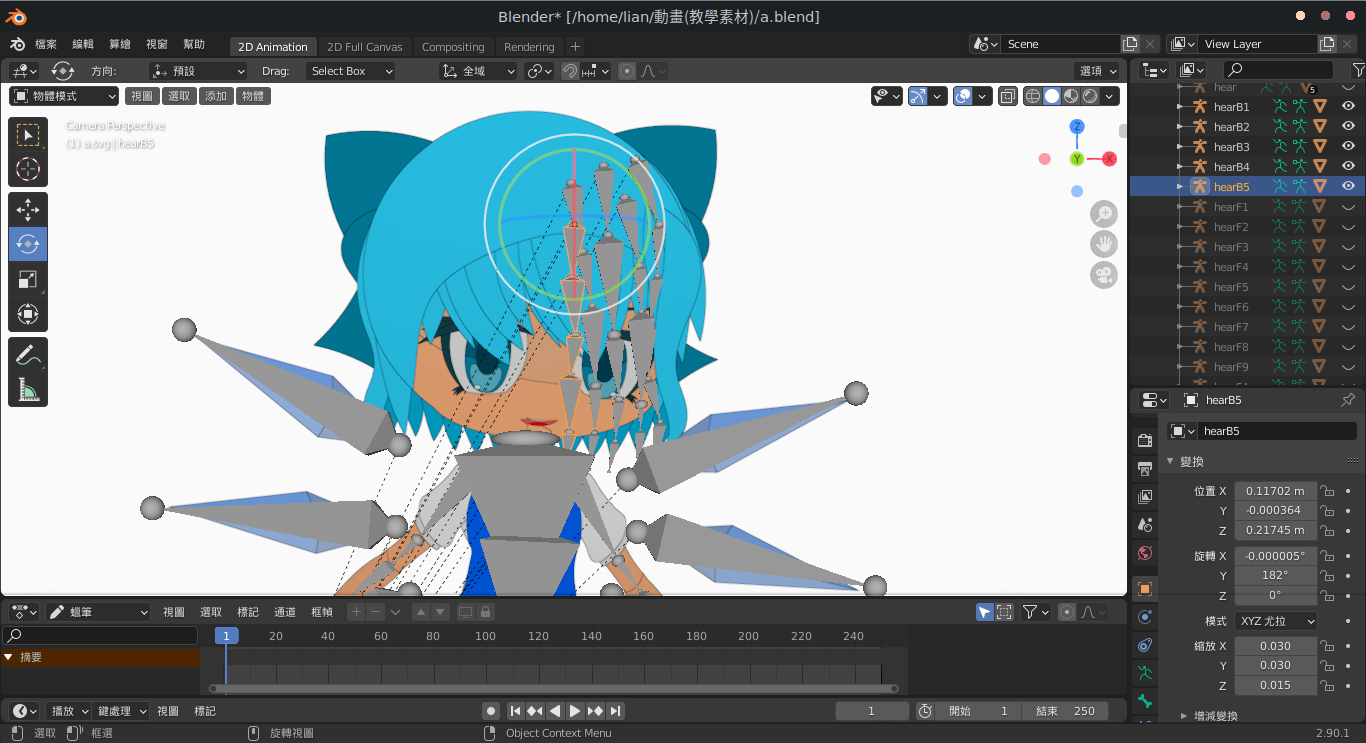 Blender* [/home/lian/動畫(教學素材)/a.blend]
檔案 編輯 算繪 視窗 幫助 2D Animation 2D Full Canvas Compositing Rendering + Scene View Layer
方向: 預設 Drag: Select Box 全域 選項
物體模式 視圖 選取 添加 物體
Camera Perspective
(1) a.svg | hearB5
Z
Y X
hear 5
hearB1
hearB2
hearB3
hearB4
hearB5
hearF1
hearF2
hearF3
hearF4
hearF5
hearF6
hearF7
hearF8
hearF9
hearB5
hearB5
變換
位置 X 0.11702 m
Y -0.000364
Z 0.21745 m
旋轉 X -0.000005°
Y 182°
Z 0°
模式 XYZ 尤拉
縮放 X 0.030
Y 0.030
Z 0.015
增減變換
蠟筆 視圖 選取 標記 通道 框幀
1 20 40 60 80 100 120 140 160 180 200 220 240
摘要
播放 鍵處理 視圖 標記 1 開始 1 結束 250
選取 框選 旋轉視圖 Object Context Menu 2.90.1